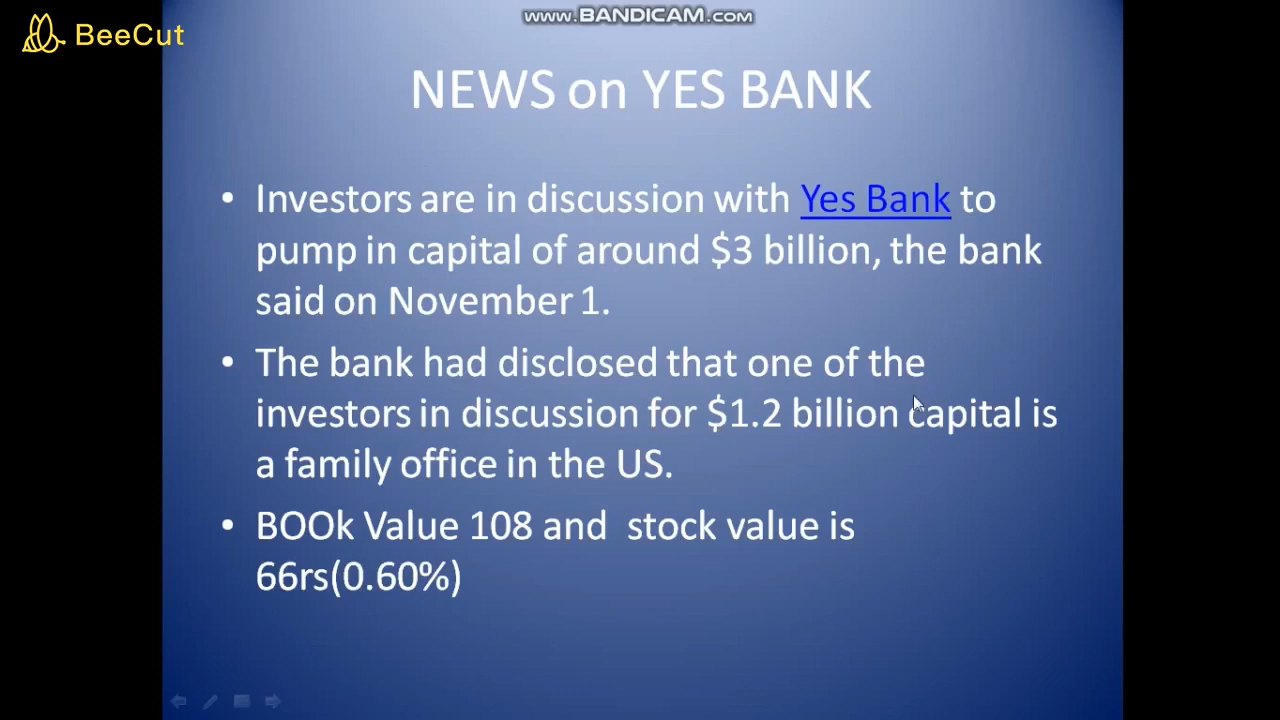 www.BANDICAM.com
BeeCut
NEWS on YES BANK
• Investors are in discussion with Yes Bank to
pump in capital of around $3 billion, the bank
said on November 1.
• The bank had disclosed that one of the
investors in discussion for $1.2 billion capital is
a family office in the US.
• BOOk Value 108 and  stock value is
66rs(0.60%)